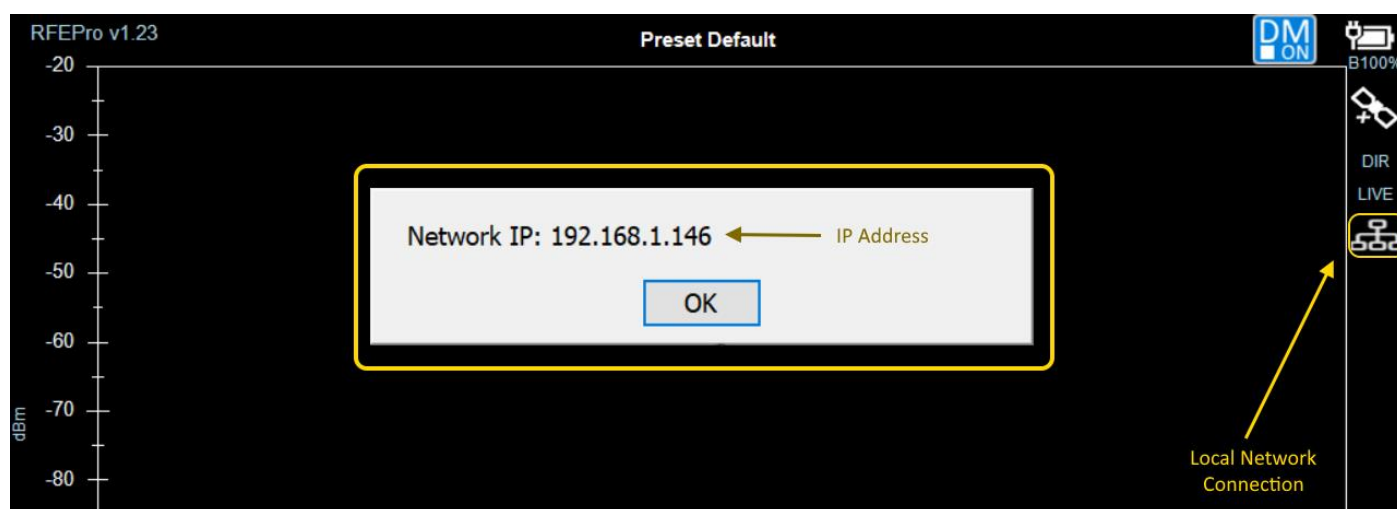 RFEPro v1.23
Preset Default
DM
ON
B100%
-20
-30
DIR
-40
LIVE
Network IP: 192.168.1.146
IP Address
-50
OK
-60
-70
dBm
Local Network
Connection
-80